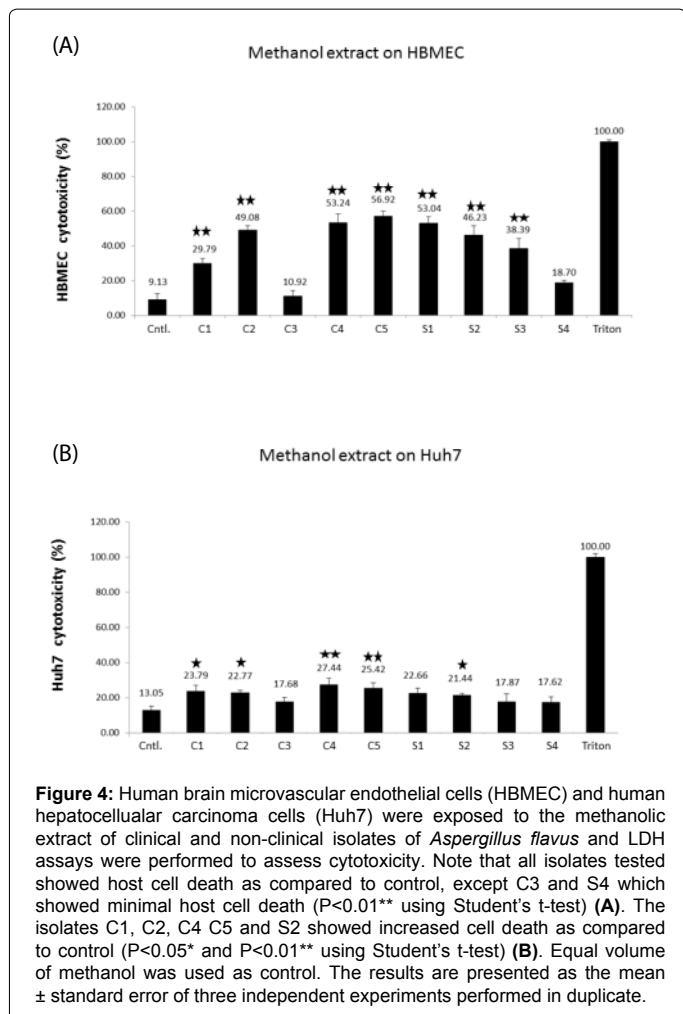 (A)
Methanol extract on HBMEC
HBMEC cytotoxicity (%)
120.00
100.00
80.00
60.00
40.00
20.00
0.00
9.13
★★
29.79
★★
49.08
10.92
★★
53.24
★★
56.92
★★
53.04
★★
46.23
★★
38.39
18.70
100.00
Cntl. C1 C2 C3 C4 C5 S1 S2 S3 S4 Triton
(B)
Methanol extract on Huh7
Huh7 cytotoxicity (%)
120.00
100.00
80.00
60.00
40.00
20.00
0.00
13.05
★
23.79
★
22.77
17.68
★★
27.44
★★
25.42
22.66
★
21.44
17.87
17.62
100.00
Cntl. C1 C2 C3 C4 C5 S1 S2 S3 S4 Triton
Figure 4: Human brain microvascular endothelial cells (HBMEC) and human
hepatocellualar carcinoma cells (Huh7) were exposed to the methanolic
extract of clinical and non-clinical isolates of Aspergillus flavus and LDH
assays were performed to assess cytotoxicity. Note that all isolates tested
showed host cell death as compared to control, except C3 and S4 which
showed minimal host cell death (P<0.01** using Student's t-test) (A). The
isolates C1, C2, C4 C5 and S2 showed increased cell death as compared
to control (P<0.05* and P<0.01** using Student's t-test) (B). Equal volume
of methanol was used as control. The results are presented as the mean
± standard error of three independent experiments performed in duplicate.